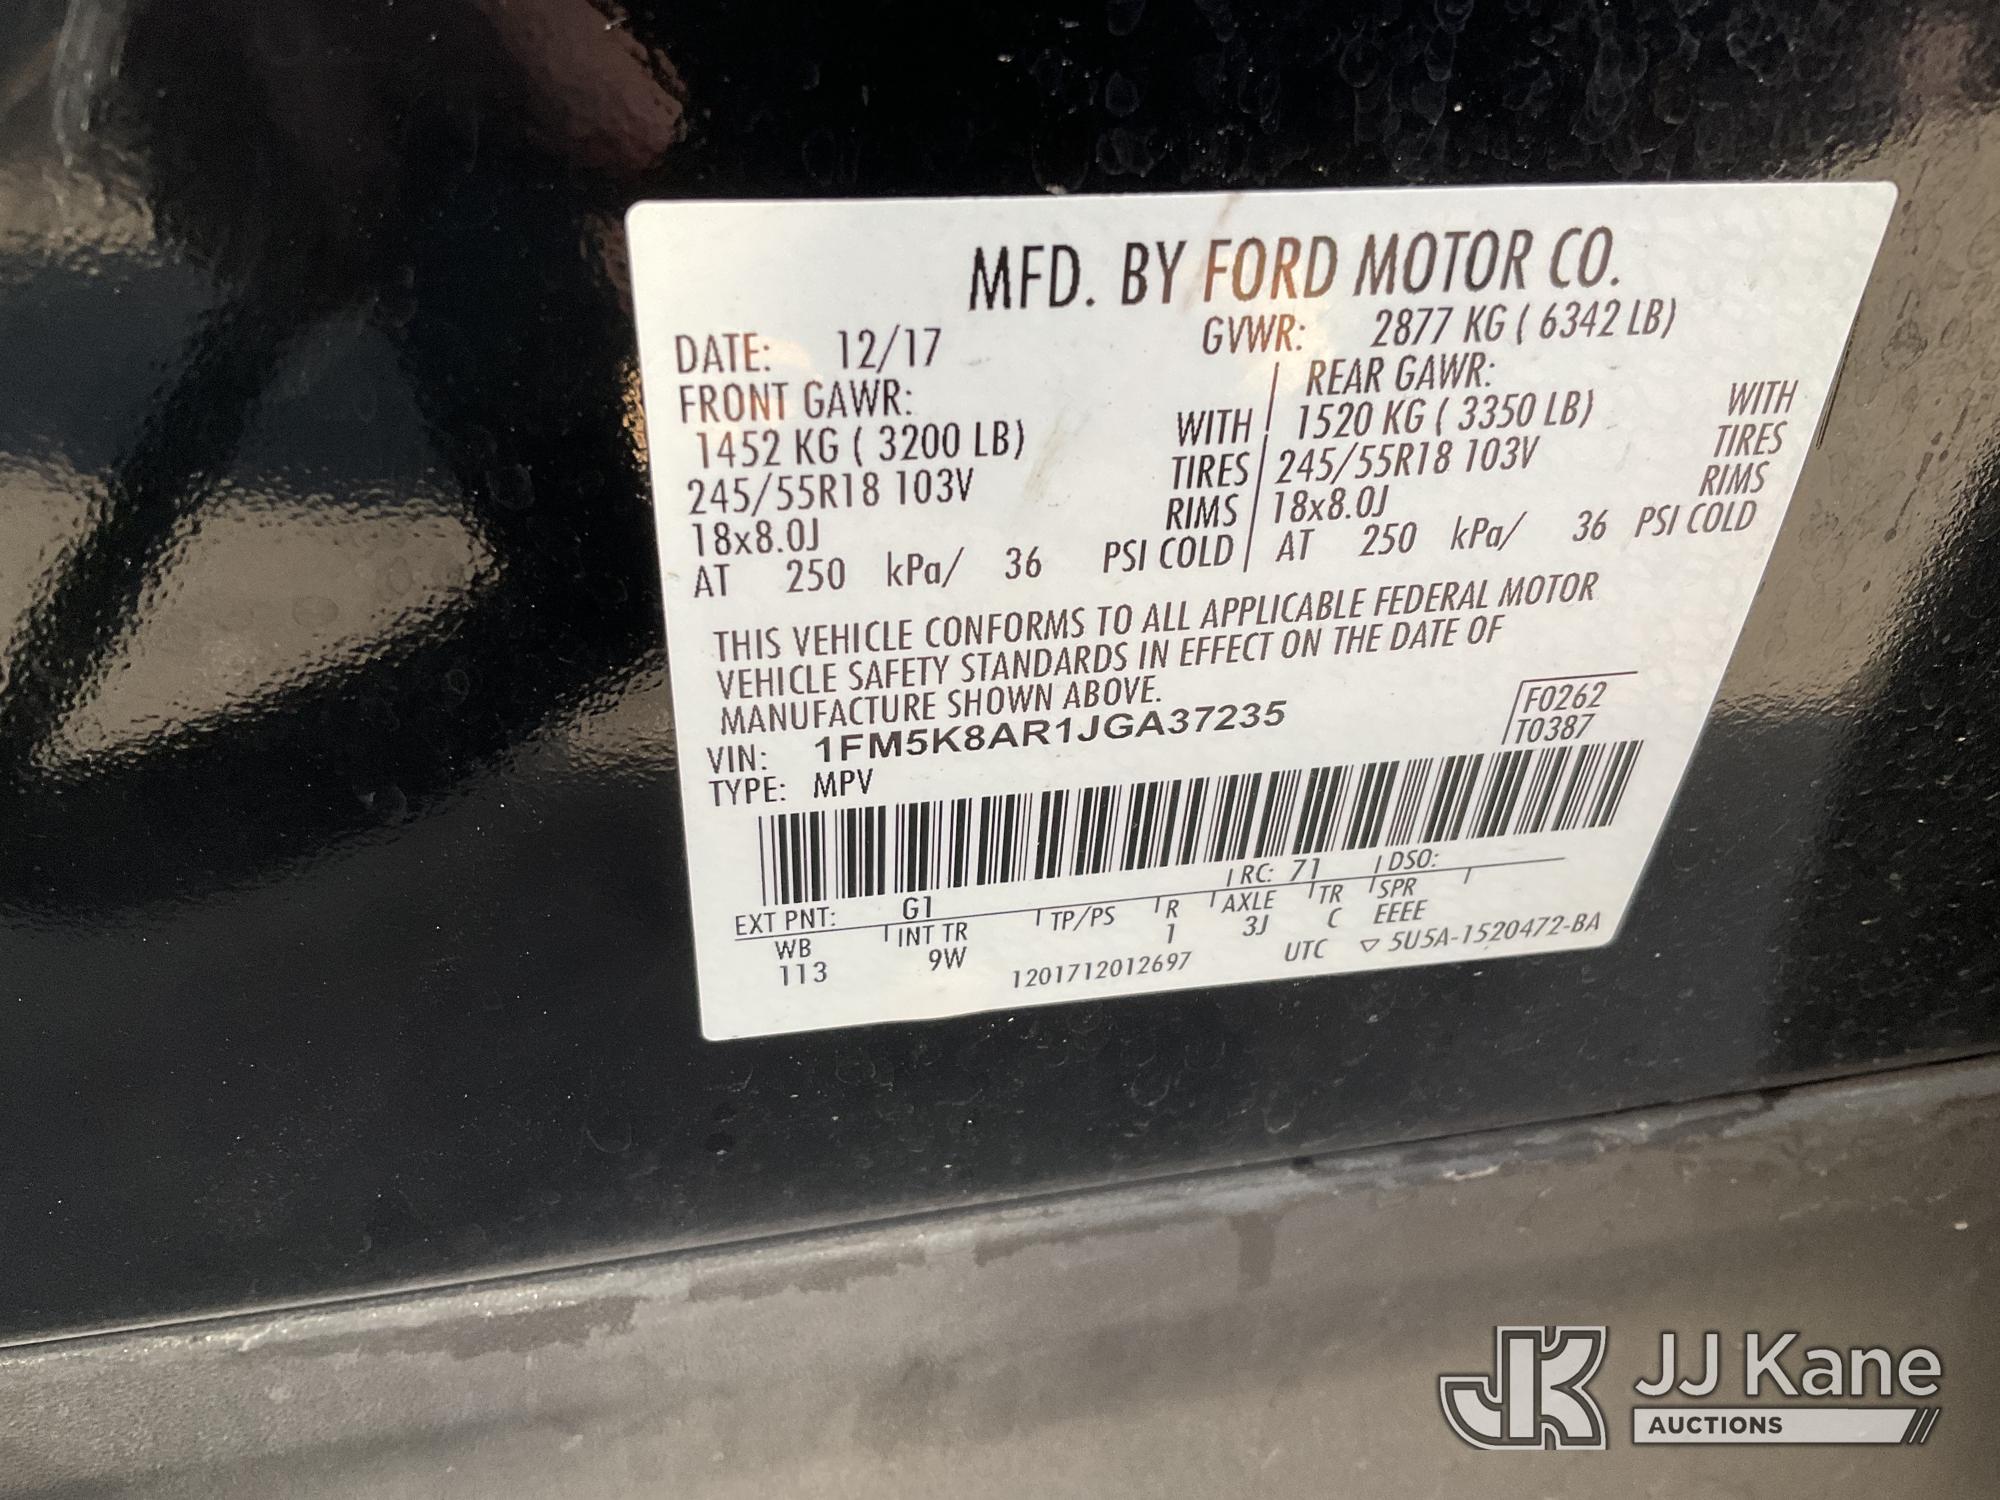 MFD. BY FORD MOTOR CO.
DATE: 12/17 GVWR: 2877 KG ( 6342 LB)
FRONT GAWR: REAR GAWR:
1452 KG ( 3200 LB) WITH 1520 KG ( 3350 LB) WITH
245/55R18 103V TIRES 245/55R18 103V TIRES
18x8.0J RIMS 18x8.0J RIMS
AT 250 kPa/ 36 PSI COLD AT 250 kPa/ 36 PSI COLD
THIS VEHICLE CONFORMS TO ALL APPLICABLE FEDERAL MOTOR
VEHICLE SAFETY STANDARDS IN EFFECT ON THE DATE OF
MANUFACTURE SHOWN ABOVE.
VIN: 1FM5K8AR1JGA37235 F0262
TYPE: MPV T0387
EXT PNT: G1 RC: 71 DSO:
WB INT TR TP/PS R AXLE TR SPR
113 9W 1 3J C EEEE
1201712012697 UTC ▽ 5U5A-1520472-BA
JK JJ Kane
AUCTIONS